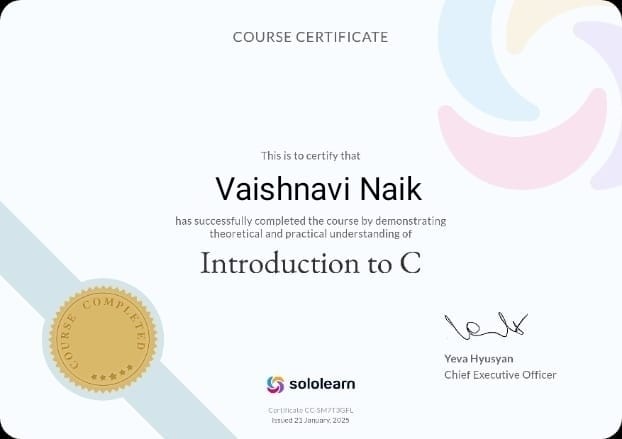 COURSE CERTIFICATE
This is to certify that
Vaishnavi Naik
has successfully completed the course by demonstrating
theoretical and practical understanding of
Introduction to C
COURSE COMPLETED
Yeva Hyusyan
Chief Executive Officer
sololearn
Certificate CC-SM7T3GFL
Issued 21 January, 2025